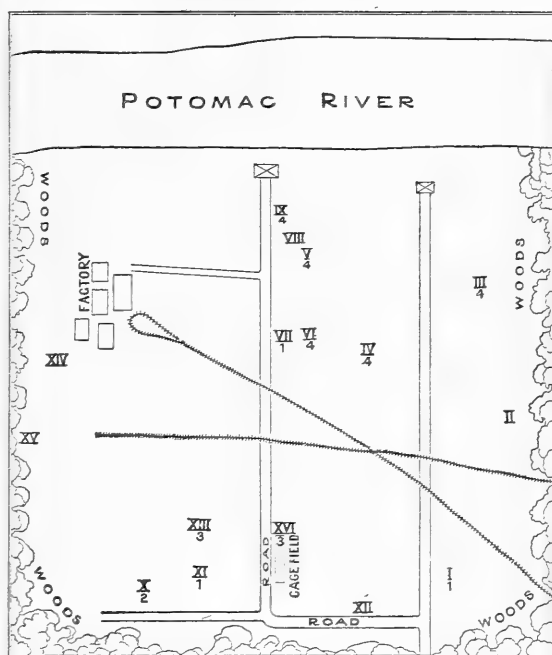 POTOMAC RIVER
WOODS
WOODS
FACTORY
IX
4
VIII
V
4
III
4
VII
1
VI
4
IV
4
XIV
II
XV
XIII
3
XVI
3
CAGE FIELD
ROAD
XI
1
X
2
I
1
XII
ROAD
WOODS
WOODS